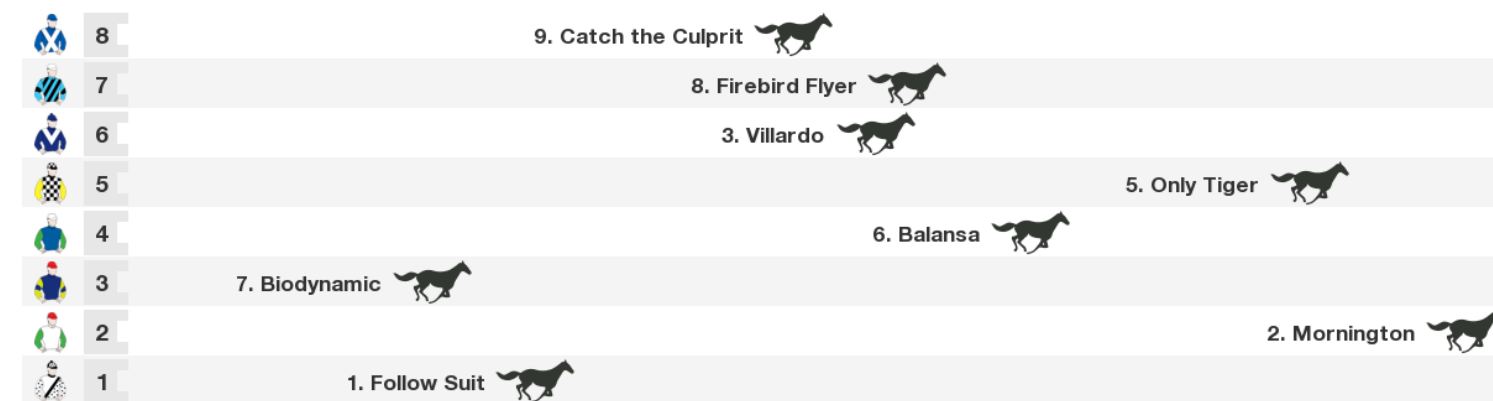 8 9. Catch the Culprit
7 8. Firebird Flyer
6 3. Villardo
5 5. Only Tiger
4 6. Balansa
3 7. Biodynamic
2 2. Mornington
1 1. Follow Suit